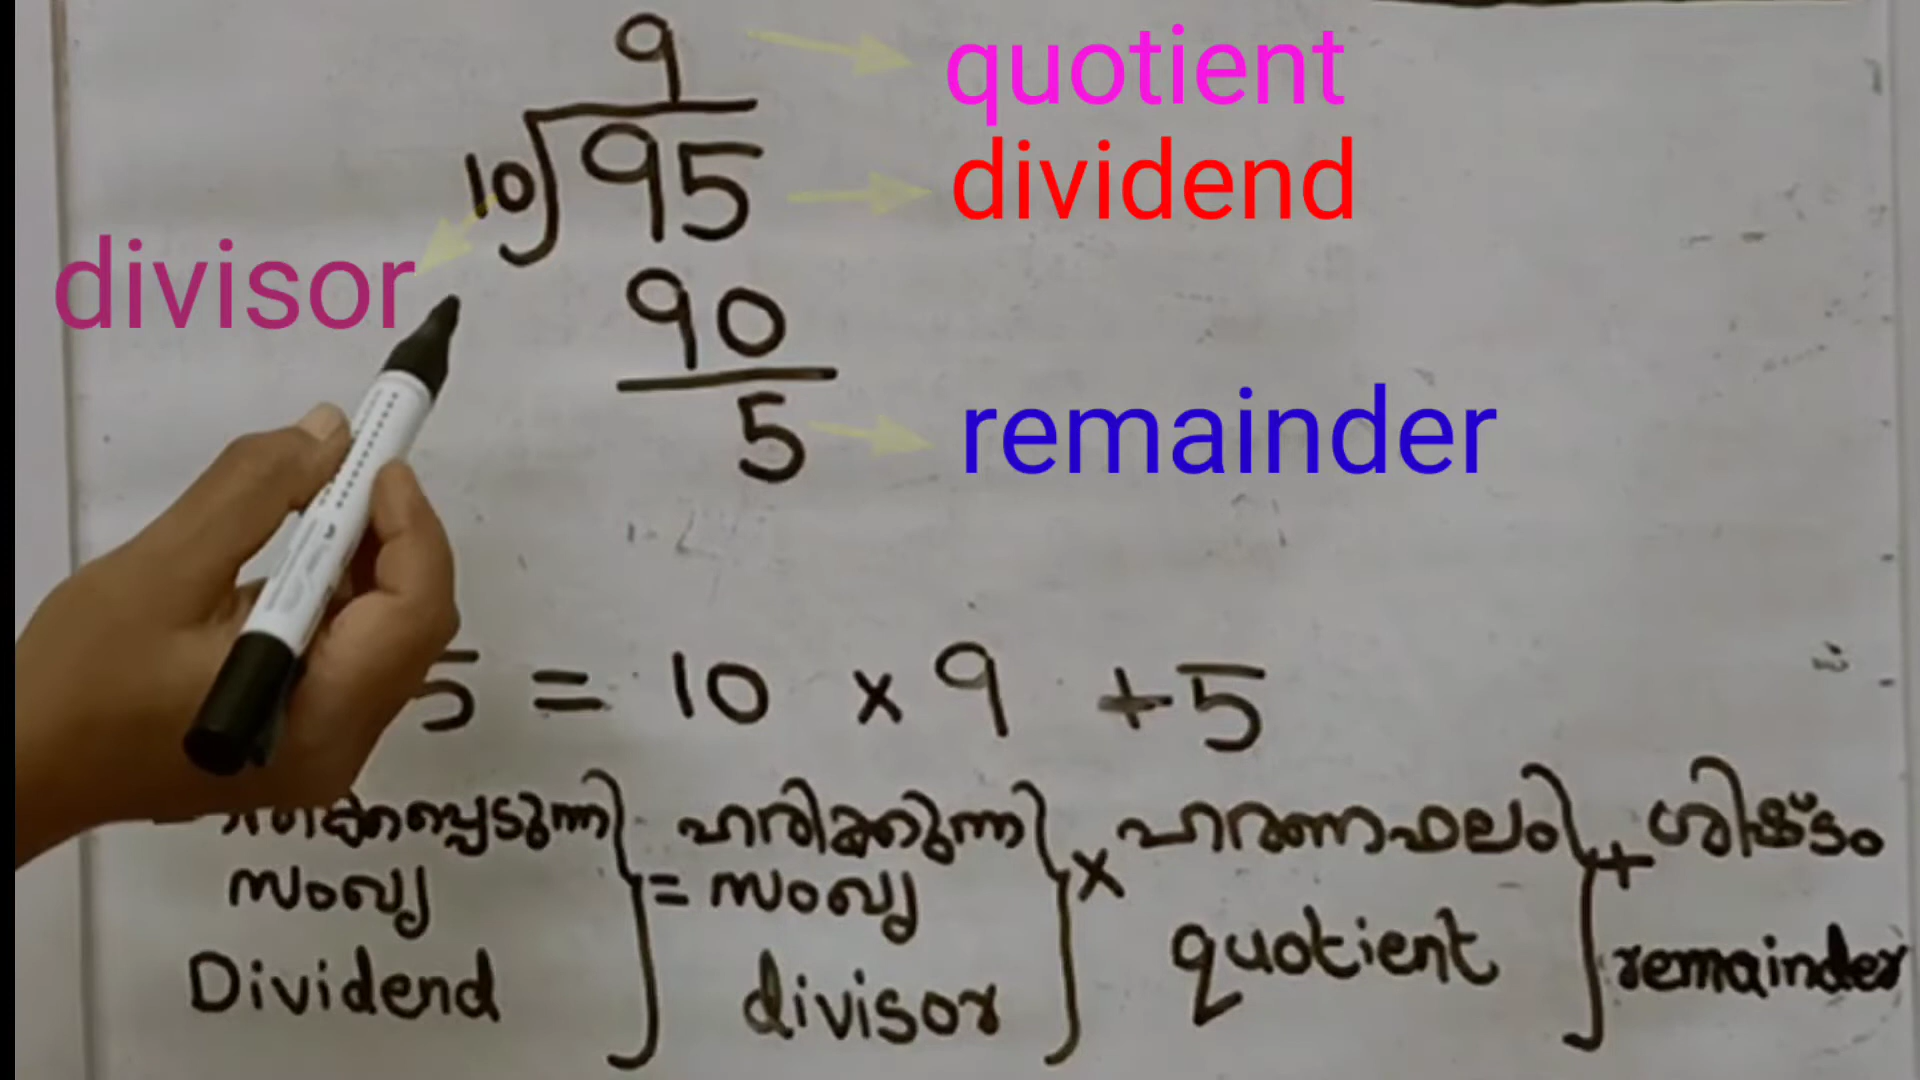 9
quotient
10 95
dividend
divisor
90
5
remainder
5 = 10 × 9 + 5
ഹരിക്കുന്ന ഹരണഫലം + ശിഷ്ടം
സംഖ്യ = സംഖ്യ ×
Dividend divisor quotient remainder